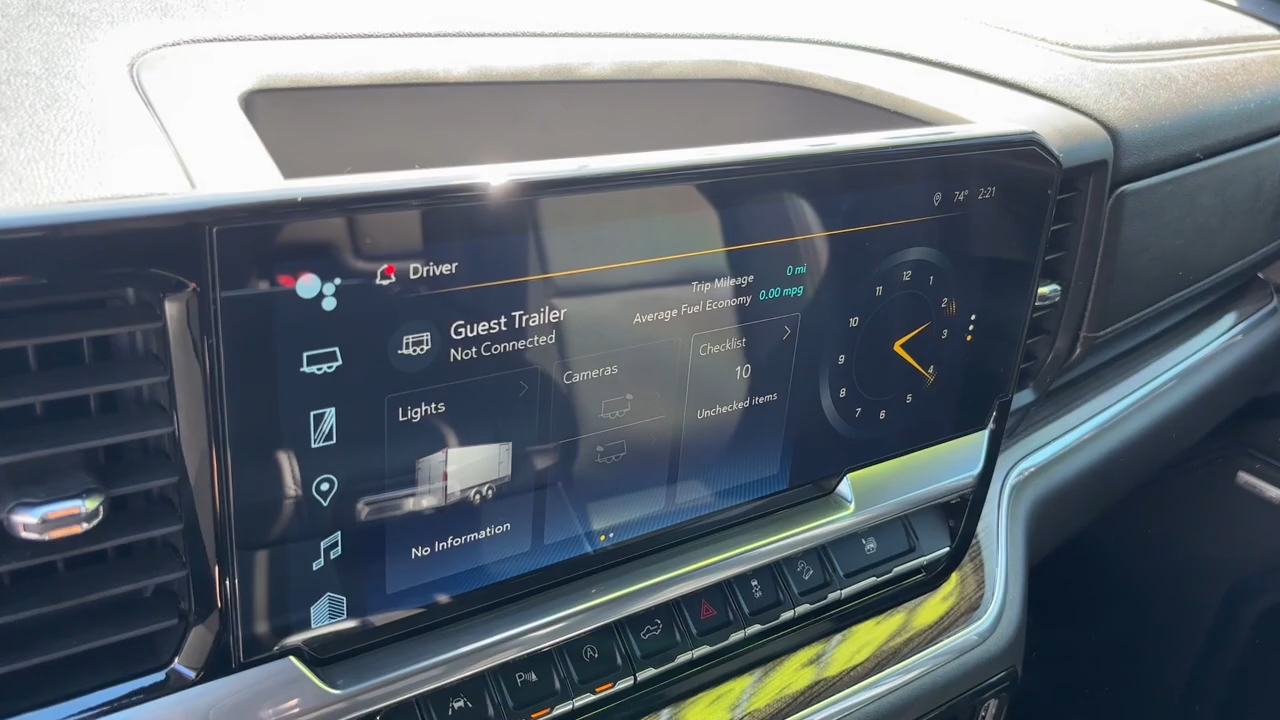 74° 2:21
Driver
Trip Mileage 0 mi
Average Fuel Economy 0.00 mpg
Guest Trailer
Not Connected
Lights
No Information
Cameras
Checklist
10
Unchecked items
12
1
2
3
4
5
6
7
8
9
10
11
P
A
OFF